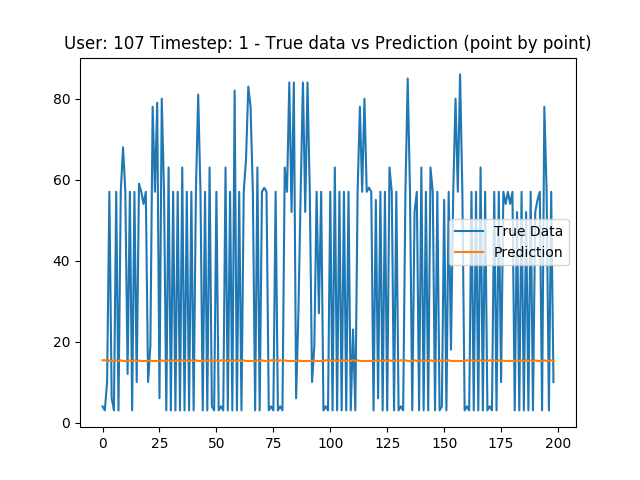 User: 107 Timestep: 1 - True data vs Prediction (point by point)
80
60
40
20
0
True Data
Prediction
0 25 50 75 100 125 150 175 200